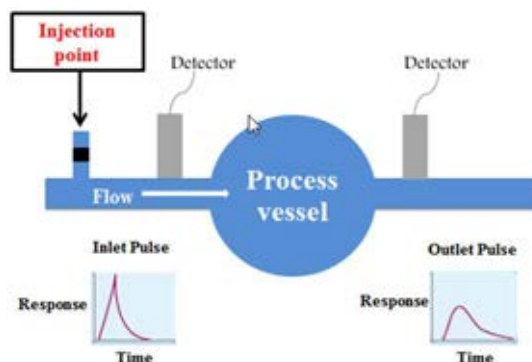 Injection
point
Detector
Detector
Flow
Process
vessel
Inlet Pulse
Outlet Pulse
Response
Response
Time
Time